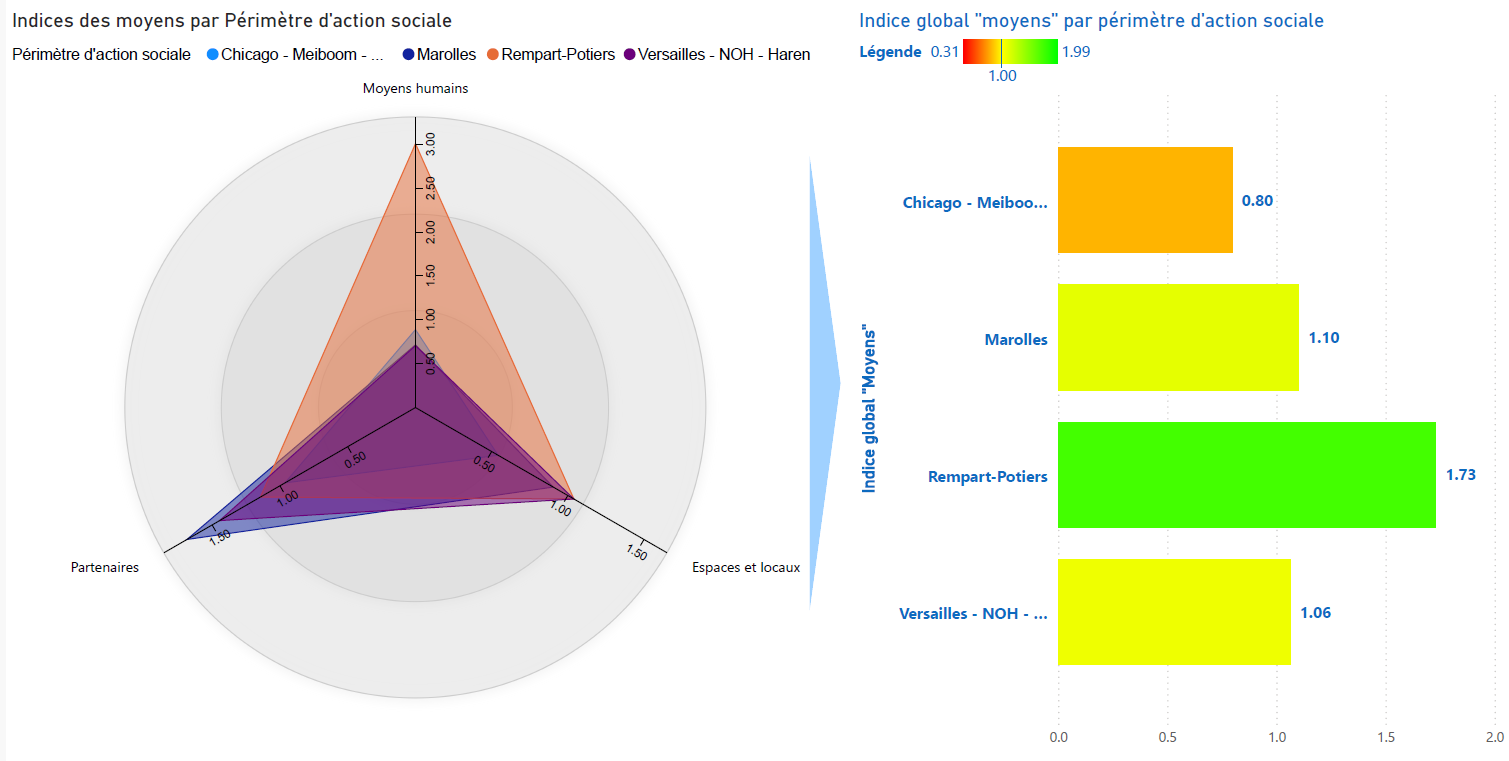 Indices des moyens par Périmètre d'action sociale
Périmètre d'action sociale Chicago - Meiboom - ... Marolles Rempart-Potiers Versailles - NOH - Haren
Moyens humains
3.00
2.50
2.00
1.50
1.00
0.50
0.50
1.00
1.50
Partenaires
0.50
1.00
1.50
Espaces et locaux
Indice global "moyens" par périmètre d'action sociale
Légende 0.31 1.99
1.00
Indice global "Moyens"
Chicago - Meiboo... 0.80
Marolles 1.10
Rempart-Potiers 1.73
Versailles - NOH - ... 1.06
0.0 0.5 1.0 1.5 2.0